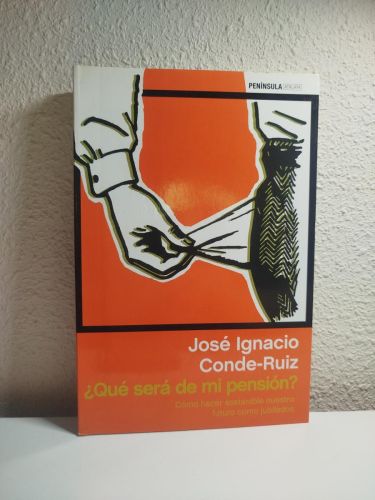 PENÍNSULA
José Ignacio
Conde-Ruiz
¿Qué será de mi pensión?
Cómo hacer sostenible nuestro
futuro como jubilados